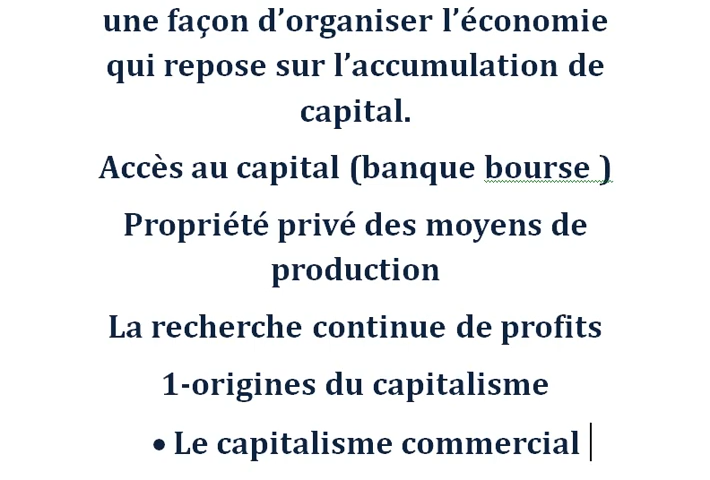 une façon d’organiser l’économie
qui repose sur l’accumulation de
capital.
Accès au capital (banque bourse )
Propriété privé des moyens de
production
La recherche continue de profits
1-origines du capitalisme
• Le capitalisme commercial